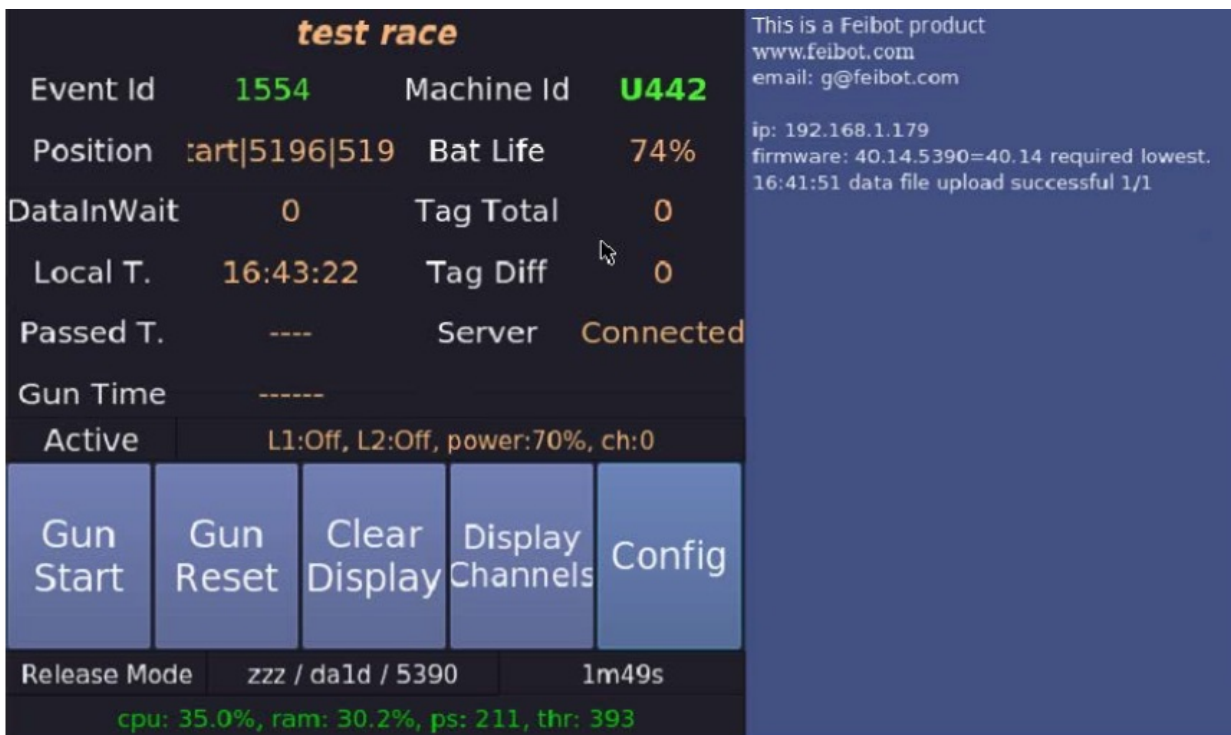 test race
Event Id 1554 Machine Id U442
Position :art|5196|519 Bat Life 74%
DataInWait 0 Tag Total 0
Local T. 16:43:22 Tag Diff 0
Passed T. ---- Server Connected
Gun Time ------
Active L1:Off, L2:Off, power:70%, ch:0
Gun Start
Gun Reset
Clear Display
Display Channels
Config
Release Mode zzz / da1d / 5390 1m49s
cpu: 35.0%, ram: 30.2%, ps: 211, thr: 393
This is a Feibot product
www.feibot.com
email: g@feibot.com
ip: 192.168.1.179
firmware: 40.14.5390=40.14 required lowest.
16:41:51 data file upload successful 1/1